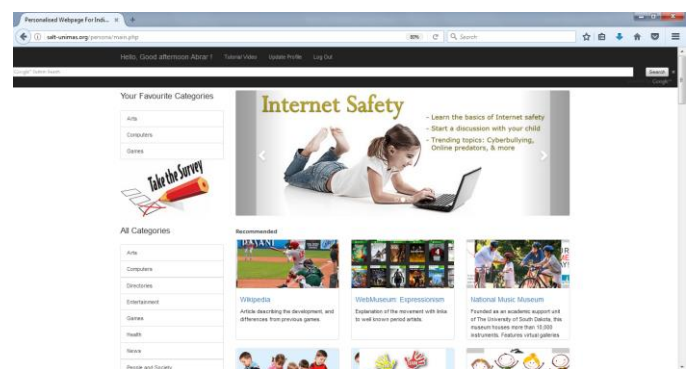 Personalised Webpage For Indi...
selt-unimas.org/persona/main.php
Search
Hello, Good afternoon Abrar !
Tutorial Video
Update Profile
Log Out
Search
Google™
Your Favourite Categories
Arts
Computers
Games
Take the Survey
Internet Safety
- Learn the basics of Internet safety
- Start a discussion with your child
- Trending topics: Cyberbullying,
Online predators, & more
All Categories
Arts
Computers
Directories
Entertainment
Games
Health
News
People and Society
Recommended
DASANI
Wikipedia
Article describing the development, and
differences from previous games.
WebMuseum: Expressionism
Explanation of the movement with links
to well known period artists.
National Music Museum
Founded as an academic support unit
of The University of South Dakota, this
museum houses more than 10,000
instruments. Features virtual galleries